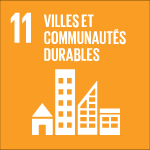 11 VILLES ET
COMMUNAUTÉS
DURABLES